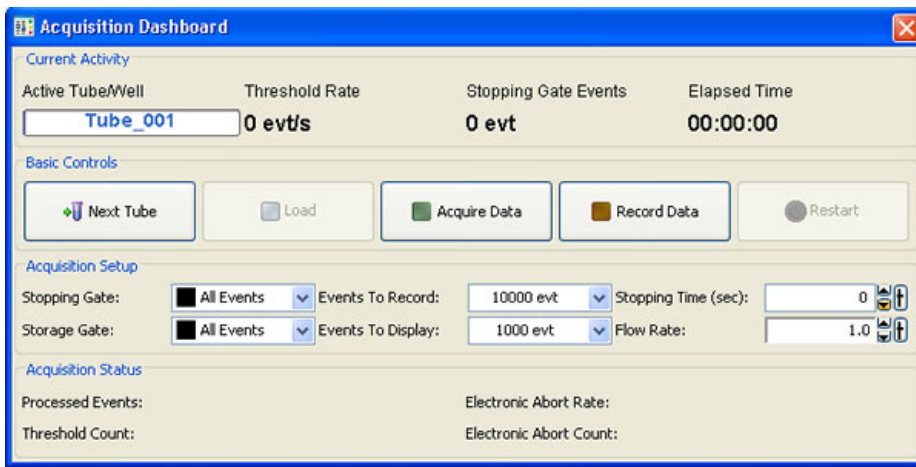 Acquisition Dashboard
Current Activity
Active Tube/Well Threshold Rate Stopping Gate Events Elapsed Time
Tube_001 0 evt/s 0 evt 00:00:00
Basic Controls
Next Tube Load Acquire Data Record Data Restart
Acquisition Setup
Stopping Gate: All Events Events To Record: 10000 evt Stopping Time (sec): 0
Storage Gate: All Events Events To Display: 1000 evt Flow Rate: 1.0
Acquisition Status
Processed Events: Electronic Abort Rate:
Threshold Count: Electronic Abort Count: